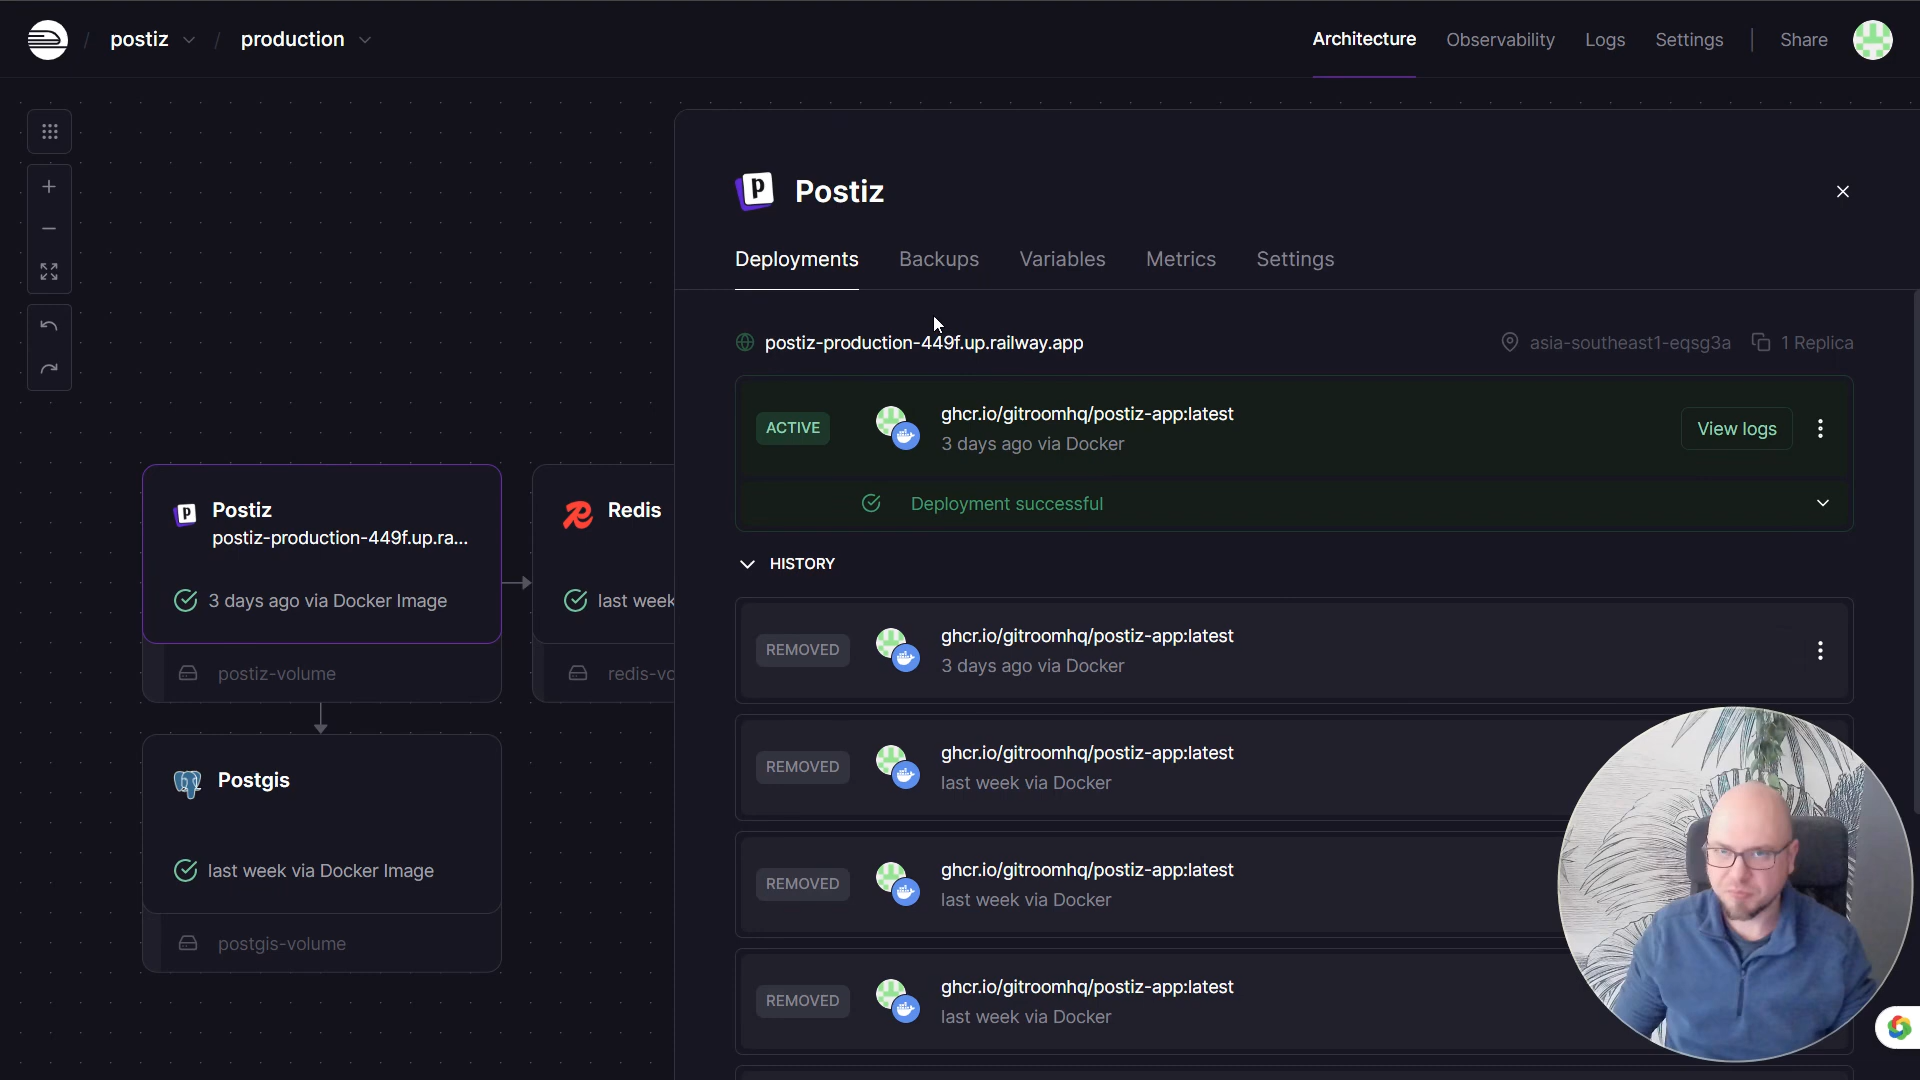 / postiz / production
Architecture Observability Logs Settings Share
P Postiz
Deployments Backups Variables Metrics Settings
postiz-production-449f.up.railway.app
asia-southeast1-eqsg3a 1 Replica
ACTIVE
ghcr.io/gitroomhq/postiz-app:latest
3 days ago via Docker
View logs
Deployment successful
HISTORY
REMOVED
ghcr.io/gitroomhq/postiz-app:latest
3 days ago via Docker
REMOVED
ghcr.io/gitroomhq/postiz-app:latest
last week via Docker
REMOVED
ghcr.io/gitroomhq/postiz-app:latest
last week via Docker
REMOVED
ghcr.io/gitroomhq/postiz-app:latest
last week via Docker
P Postiz
postiz-production-449f.up.ra...
3 days ago via Docker Image
postiz-volume
Redis
last week
redis-vo
Postgis
last week via Docker Image
postgis-volume